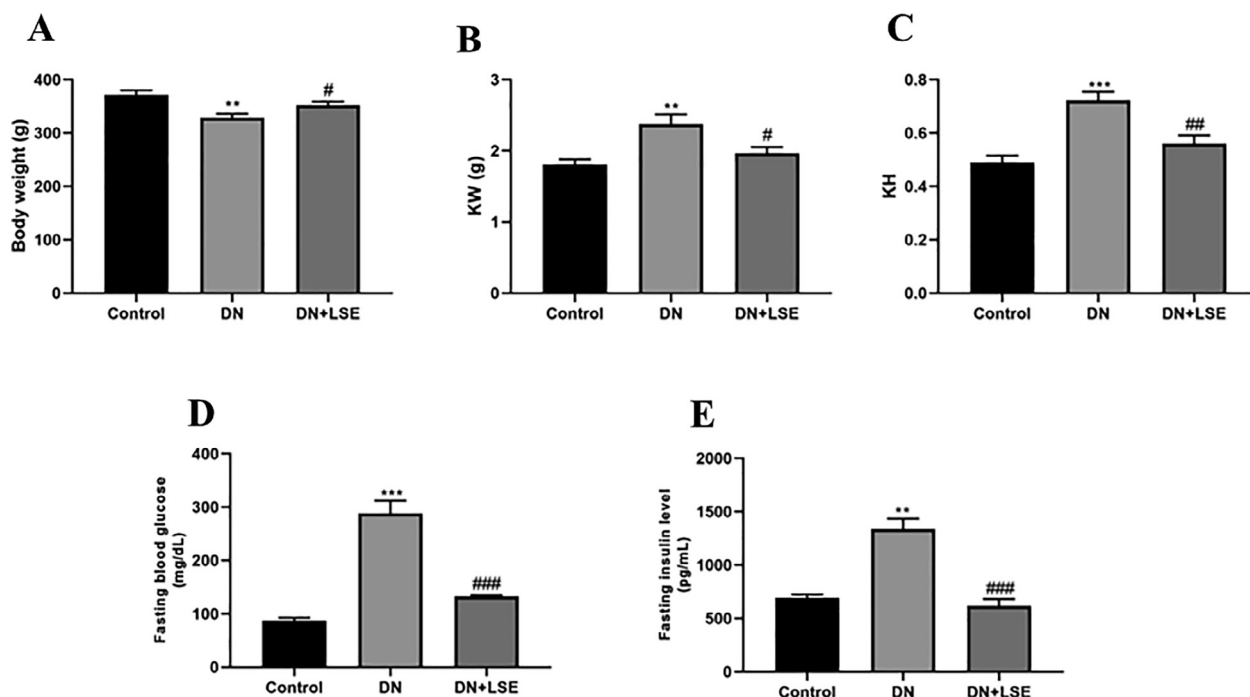 A
Body weight (g)
400
300
200
100
0
**
#
Control DN DN+LSE
B
KW (g)
3
2
1
0
**
#
Control DN DN+LSE
C
KH
0.8
0.6
0.4
0.2
0.0
***
##
Control DN DN+LSE
D
Fasting blood glucose
(mg/dL)
400
300
200
100
0
***
###
Control DN DN+LSE
E
Fasting insulin level
(pg/mL)
2000
1500
1000
500
0
**
###
Control DN DN+LSE